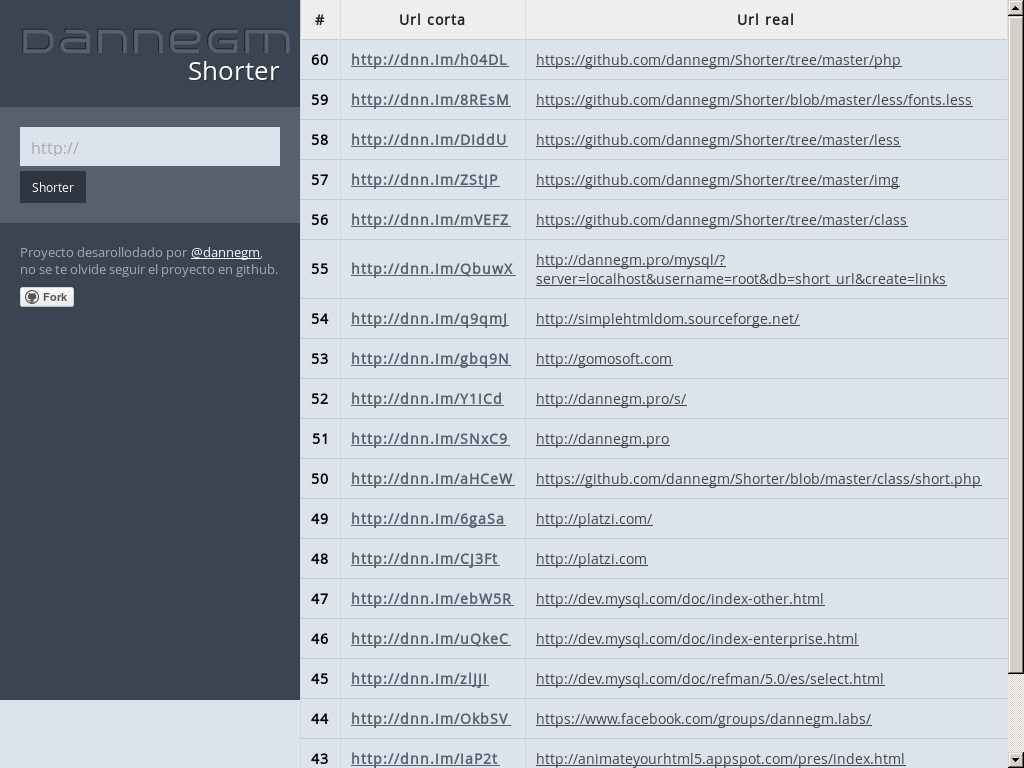 DANNEGM
Shorter
http://
Shorter
Proyecto desarollodado por @dannegm,
no se te olvide seguir el proyecto en github.
Fork
# Url corta Url real
60 http://dnn.Im/h04DL https://github.com/dannegm/Shorter/tree/master/php
59 http://dnn.Im/8REsM https://github.com/dannegm/Shorter/blob/master/less/fonts.less
58 http://dnn.Im/DIddU https://github.com/dannegm/Shorter/tree/master/less
57 http://dnn.Im/ZStJP https://github.com/dannegm/Shorter/tree/master/img
56 http://dnn.Im/mVEFZ https://github.com/dannegm/Shorter/tree/master/class
55 http://dnn.Im/QbuwX http://dannegm.pro/mysql/?
server=localhost&username=root&db=short_url&create=links
54 http://dnn.Im/q9qmJ http://simplehtmldom.sourceforge.net/
53 http://dnn.Im/gbq9N http://gomosoft.com
52 http://dnn.Im/Y1ICd http://dannegm.pro/s/
51 http://dnn.Im/SNxC9 http://dannegm.pro
50 http://dnn.Im/aHCeW https://github.com/dannegm/Shorter/blob/master/class/short.php
49 http://dnn.Im/6gaSa http://platzi.com/
48 http://dnn.Im/CJ3Ft http://platzi.com
47 http://dnn.Im/ebW5R http://dev.mysql.com/doc/index-other.html
46 http://dnn.Im/uQkeC http://dev.mysql.com/doc/index-enterprise.html
45 http://dnn.Im/zlJJI http://dev.mysql.com/doc/refman/5.0/es/select.html
44 http://dnn.Im/OkbSV https://www.facebook.com/groups/dannegm.labs/
43 http://dnn.Im/IaP2t http://animateyourhtml5.appspot.com/pres/index.html